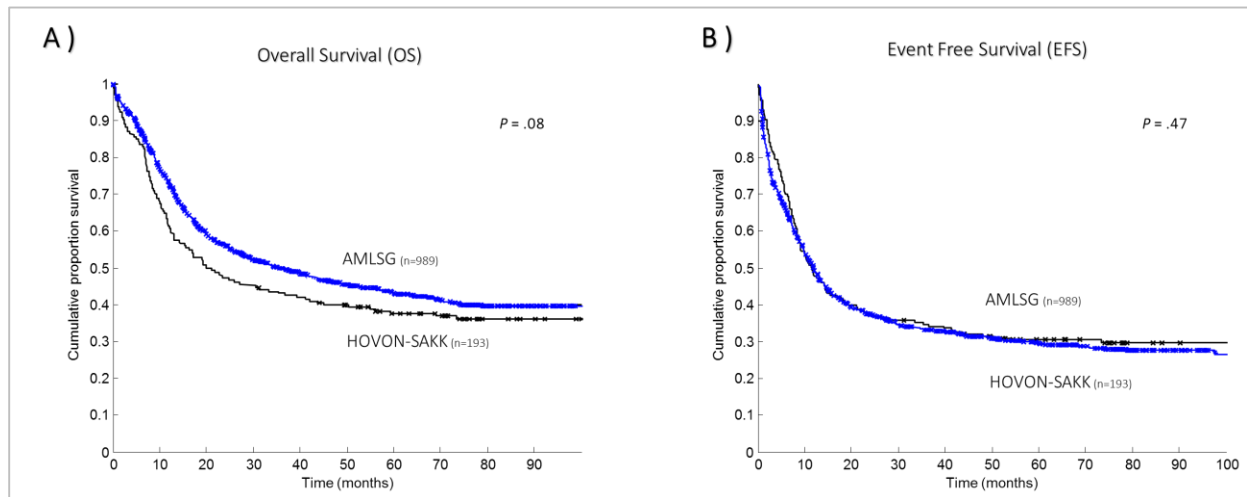 A )
Overall Survival (OS)
P = .08
Cumulative proportion survival
1
0.9
0.8
0.7
0.6
0.5
0.4
0.3
0.2
0.1
0
AMLSG (n=989)
HOVON-SAKK (n=193)
0 10 20 30 40 50 60 70 80 90
Time (months)
B )
Event Free Survival (EFS)
P = .47
Cumulative proportion survival
1
0.9
0.8
0.7
0.6
0.5
0.4
0.3
0.2
0.1
0
AMLSG (n=989)
HOVON-SAKK (n=193)
0 10 20 30 40 50 60 70 80 90 100
Time (months)